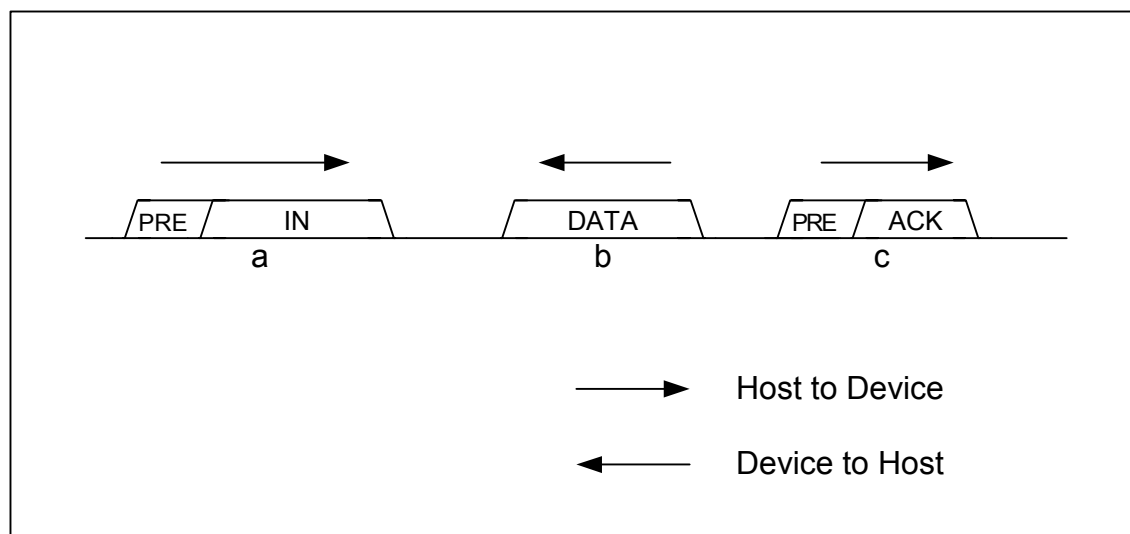 PRE IN DATA PRE ACK
a b c
Host to Device
Device to Host